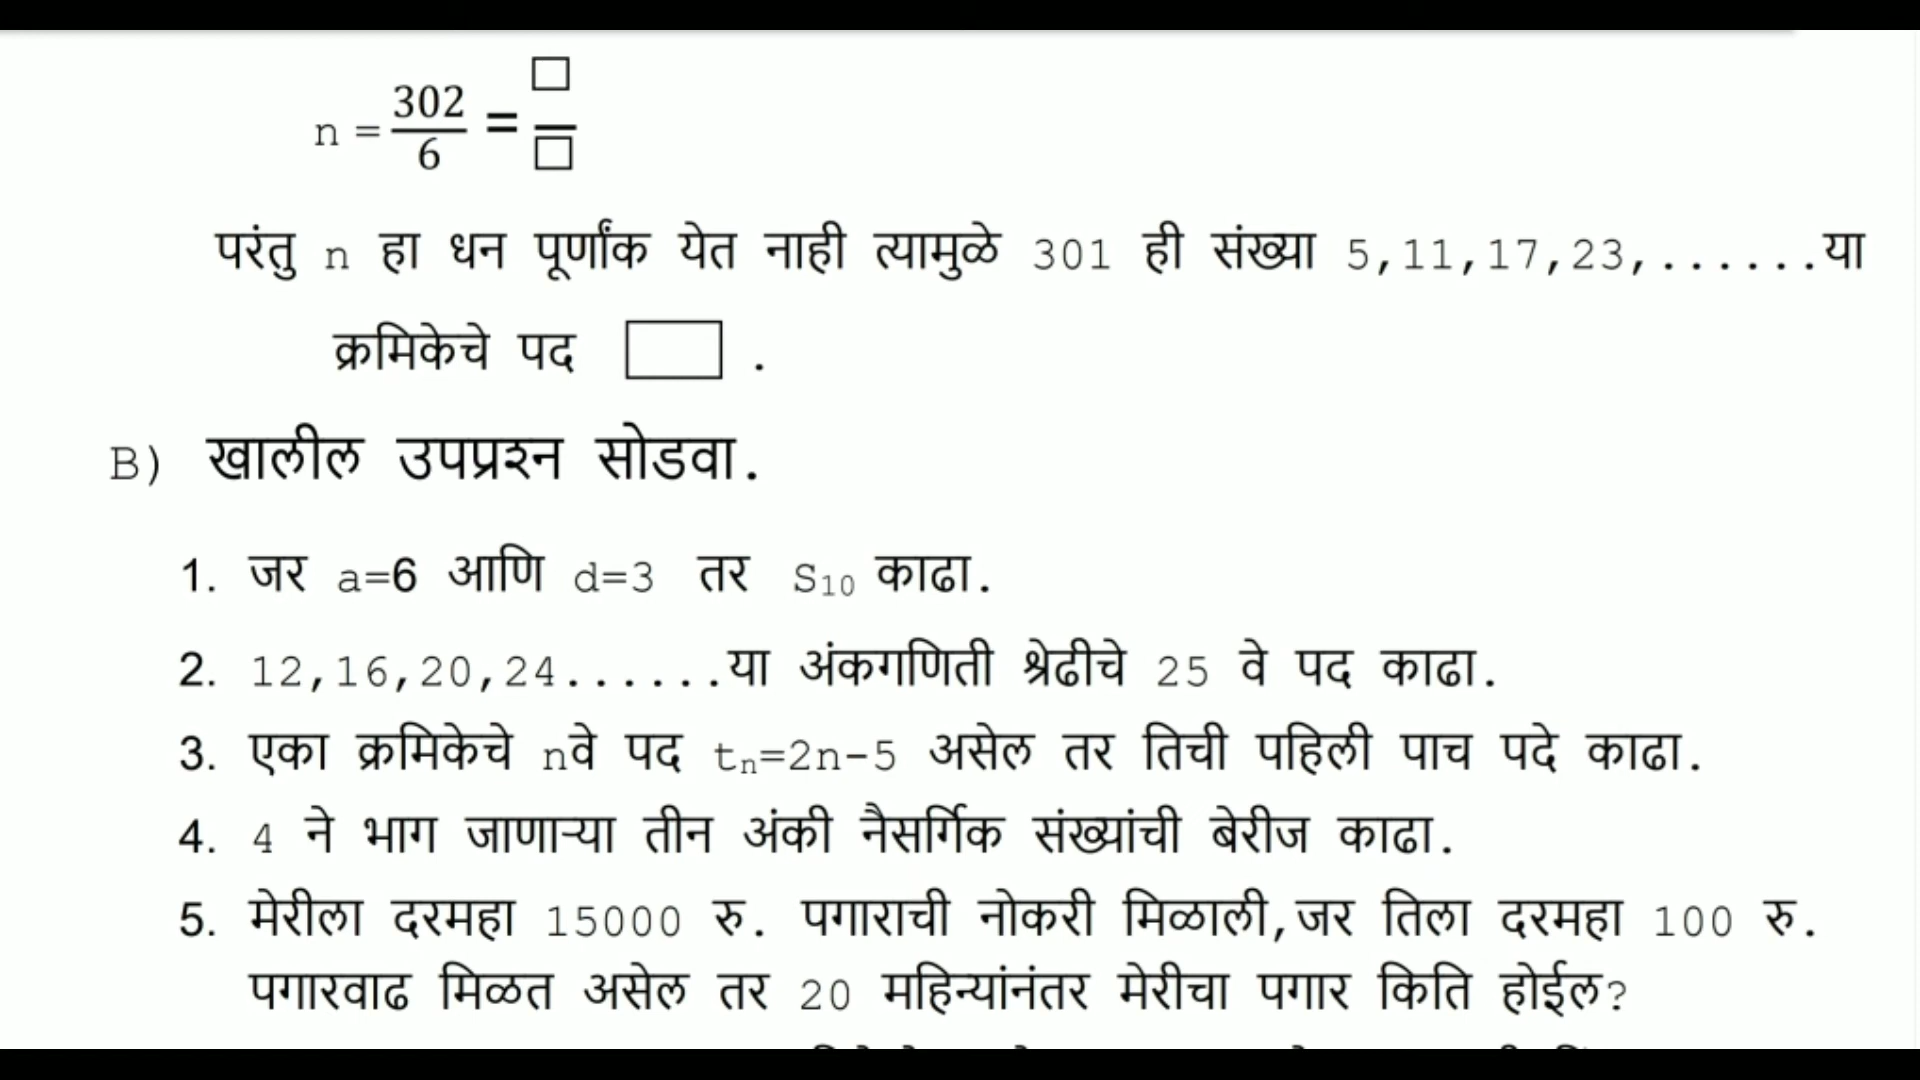 n = 302/6 = □/□
परंतु n हा धन पूर्णांक येत नाही त्यामुळे 301 ही संख्या 5,11,17,23,......या
क्रमिकेचे पद □ .
B) खालील उपप्रश्न सोडवा.
1. जर a=6 आणि d=3 तर S₁₀ काढा.
2. 12,16,20,24......या अंकगणिती श्रेढीचे 25 वे पद काढा.
3. एका क्रमिकेचे nवे पद tₙ=2n-5 असेल तर तिची पहिली पाच पदे काढा.
4. 4 ने भाग जाणाऱ्या तीन अंकी नैसर्गिक संख्यांची बेरीज काढा.
5. मेरीला दरमहा 15000 रु. पगाराची नोकरी मिळाली,जर तिला दरमहा 100 रु.
पगारवाढ मिळत असेल तर 20 महिन्यांनंतर मेरीचा पगार किति होईल?